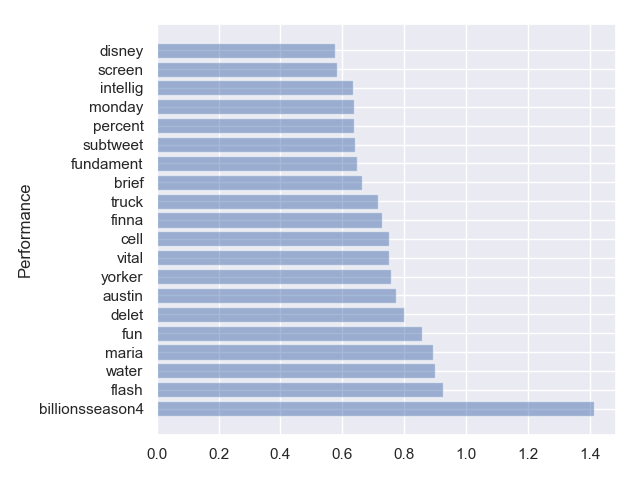 disney
screen
intellig
monday
percent
subtweet
fundament
brief
truck
finna
cell
vital
yorker
austin
delet
fun
maria
water
flash
billionsseason4
Performance
0.0 0.2 0.4 0.6 0.8 1.0 1.2 1.4